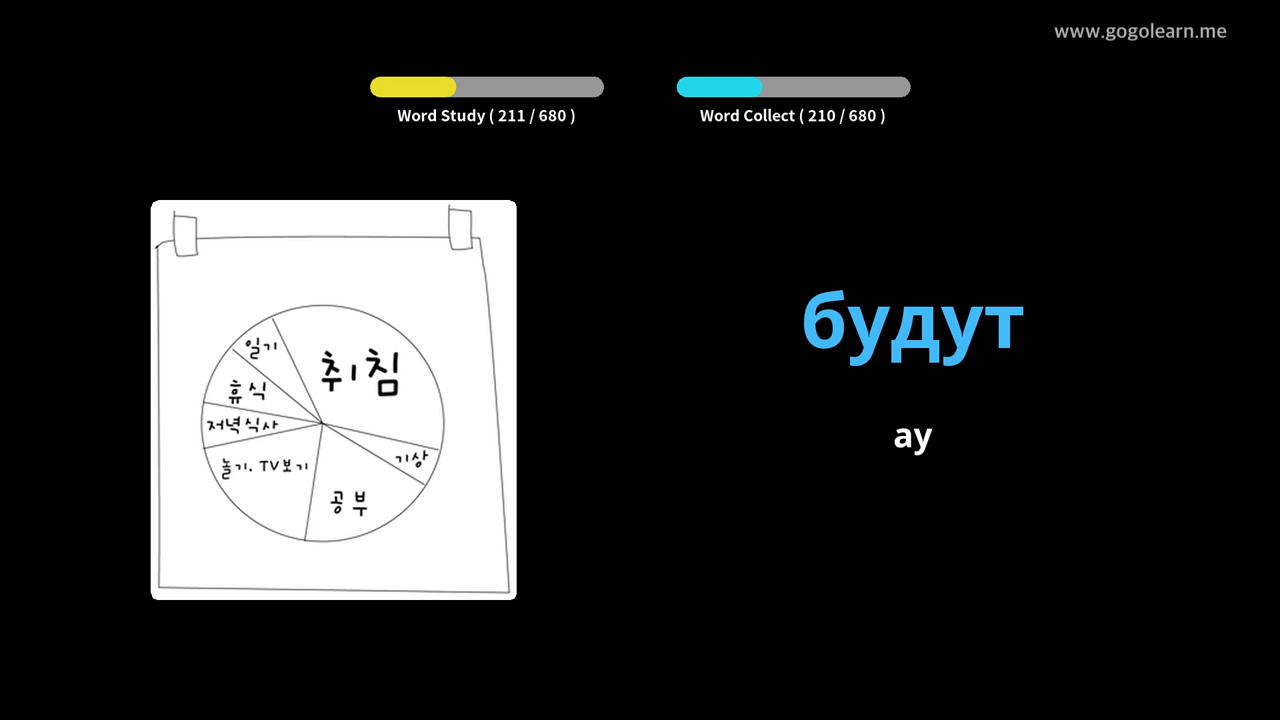 www.gogolearn.me
Word Study ( 211 / 680 )
Word Collect ( 210 / 680 )
일기
취침
휴식
저녁식사
놀기. TV보기
기상
공부
будут
ау